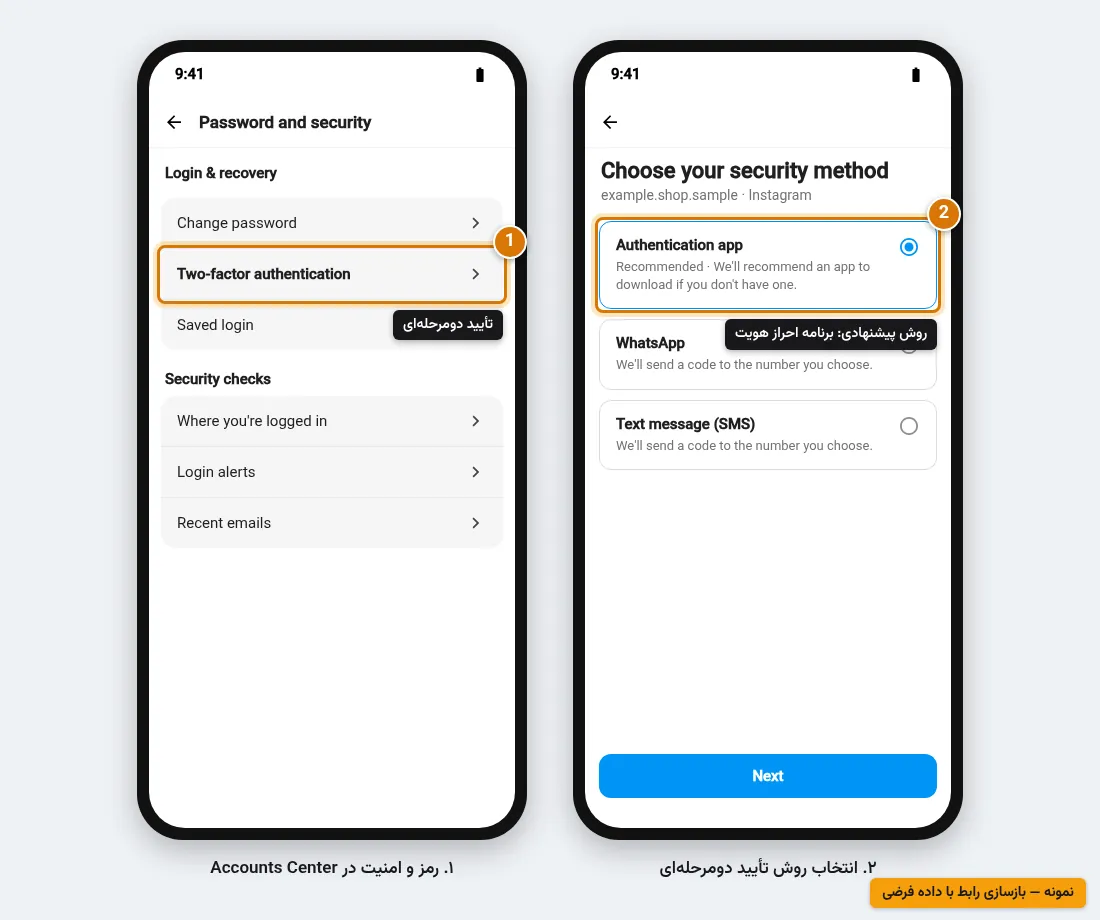 9:41
Password and security
Login & recovery
Change password
1
Two-factor authentication
Saved login
تأیید دومرحله‌ای
Security checks
Where you're logged in
Login alerts
Recent emails
۱. رمز و امنیت در Accounts Center
9:41
Choose your security method
example.shop.sample · Instagram
2
Authentication app
Recommended · We'll recommend an app to
download if you don't have one.
روش پیشنهادی: برنامه احراز هویت
WhatsApp
We'll send a code to the number you choose.
Text message (SMS)
We'll send a code to the number you choose.
Next
۲. انتخاب روش تأیید دومرحله‌ای
نمونه — بازسازی رابط با داده فرضی